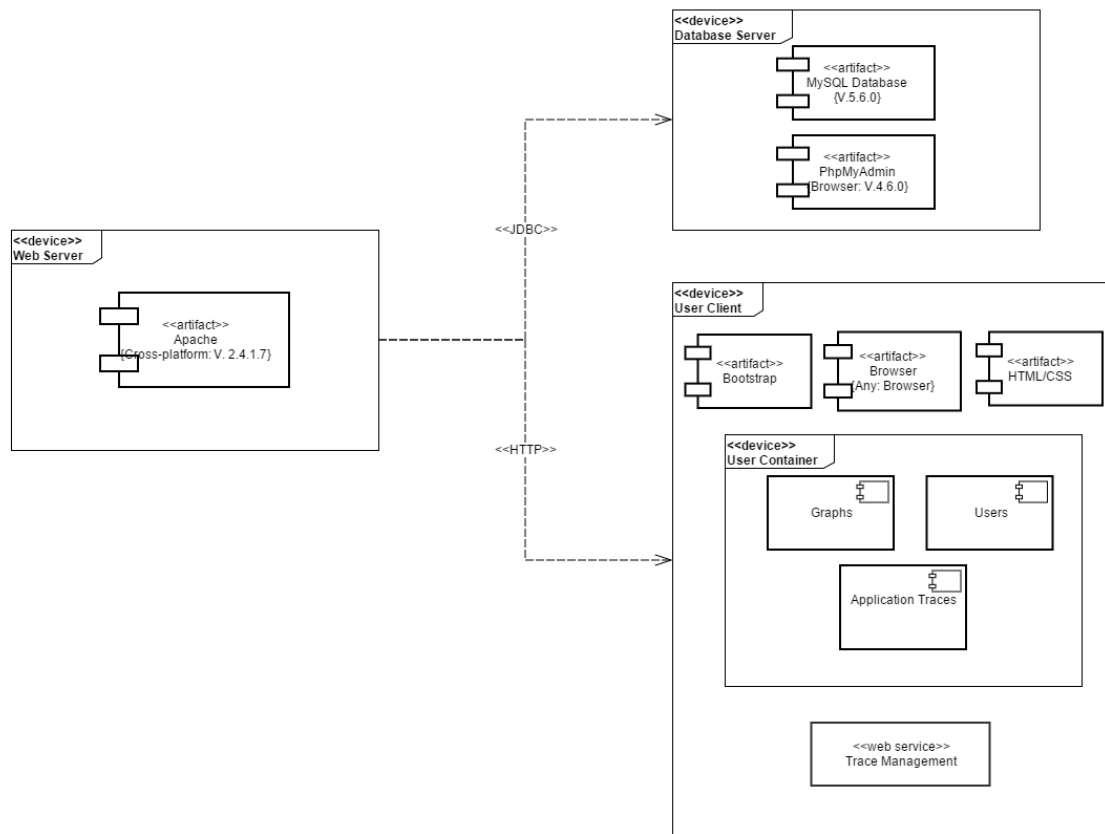 <<device>>
Database Server
<<artifact>>
MySQL Database
{V.5.6.0}
<<artifact>>
PhpMyAdmin
{Browser: V.4.6.0}
<<JDBC>>
<<device>>
Web Server
<<artifact>>
Apache
{Cross-platform: V. 2.4.1.7}
<<HTTP>>
<<device>>
User Client
<<artifact>>
Bootstrap
<<artifact>>
Browser
{Any: Browser}
<<artifact>>
HTML/CSS
<<device>>
User Container
Graphs
Users
Application Traces
<<web service>>
Trace Management